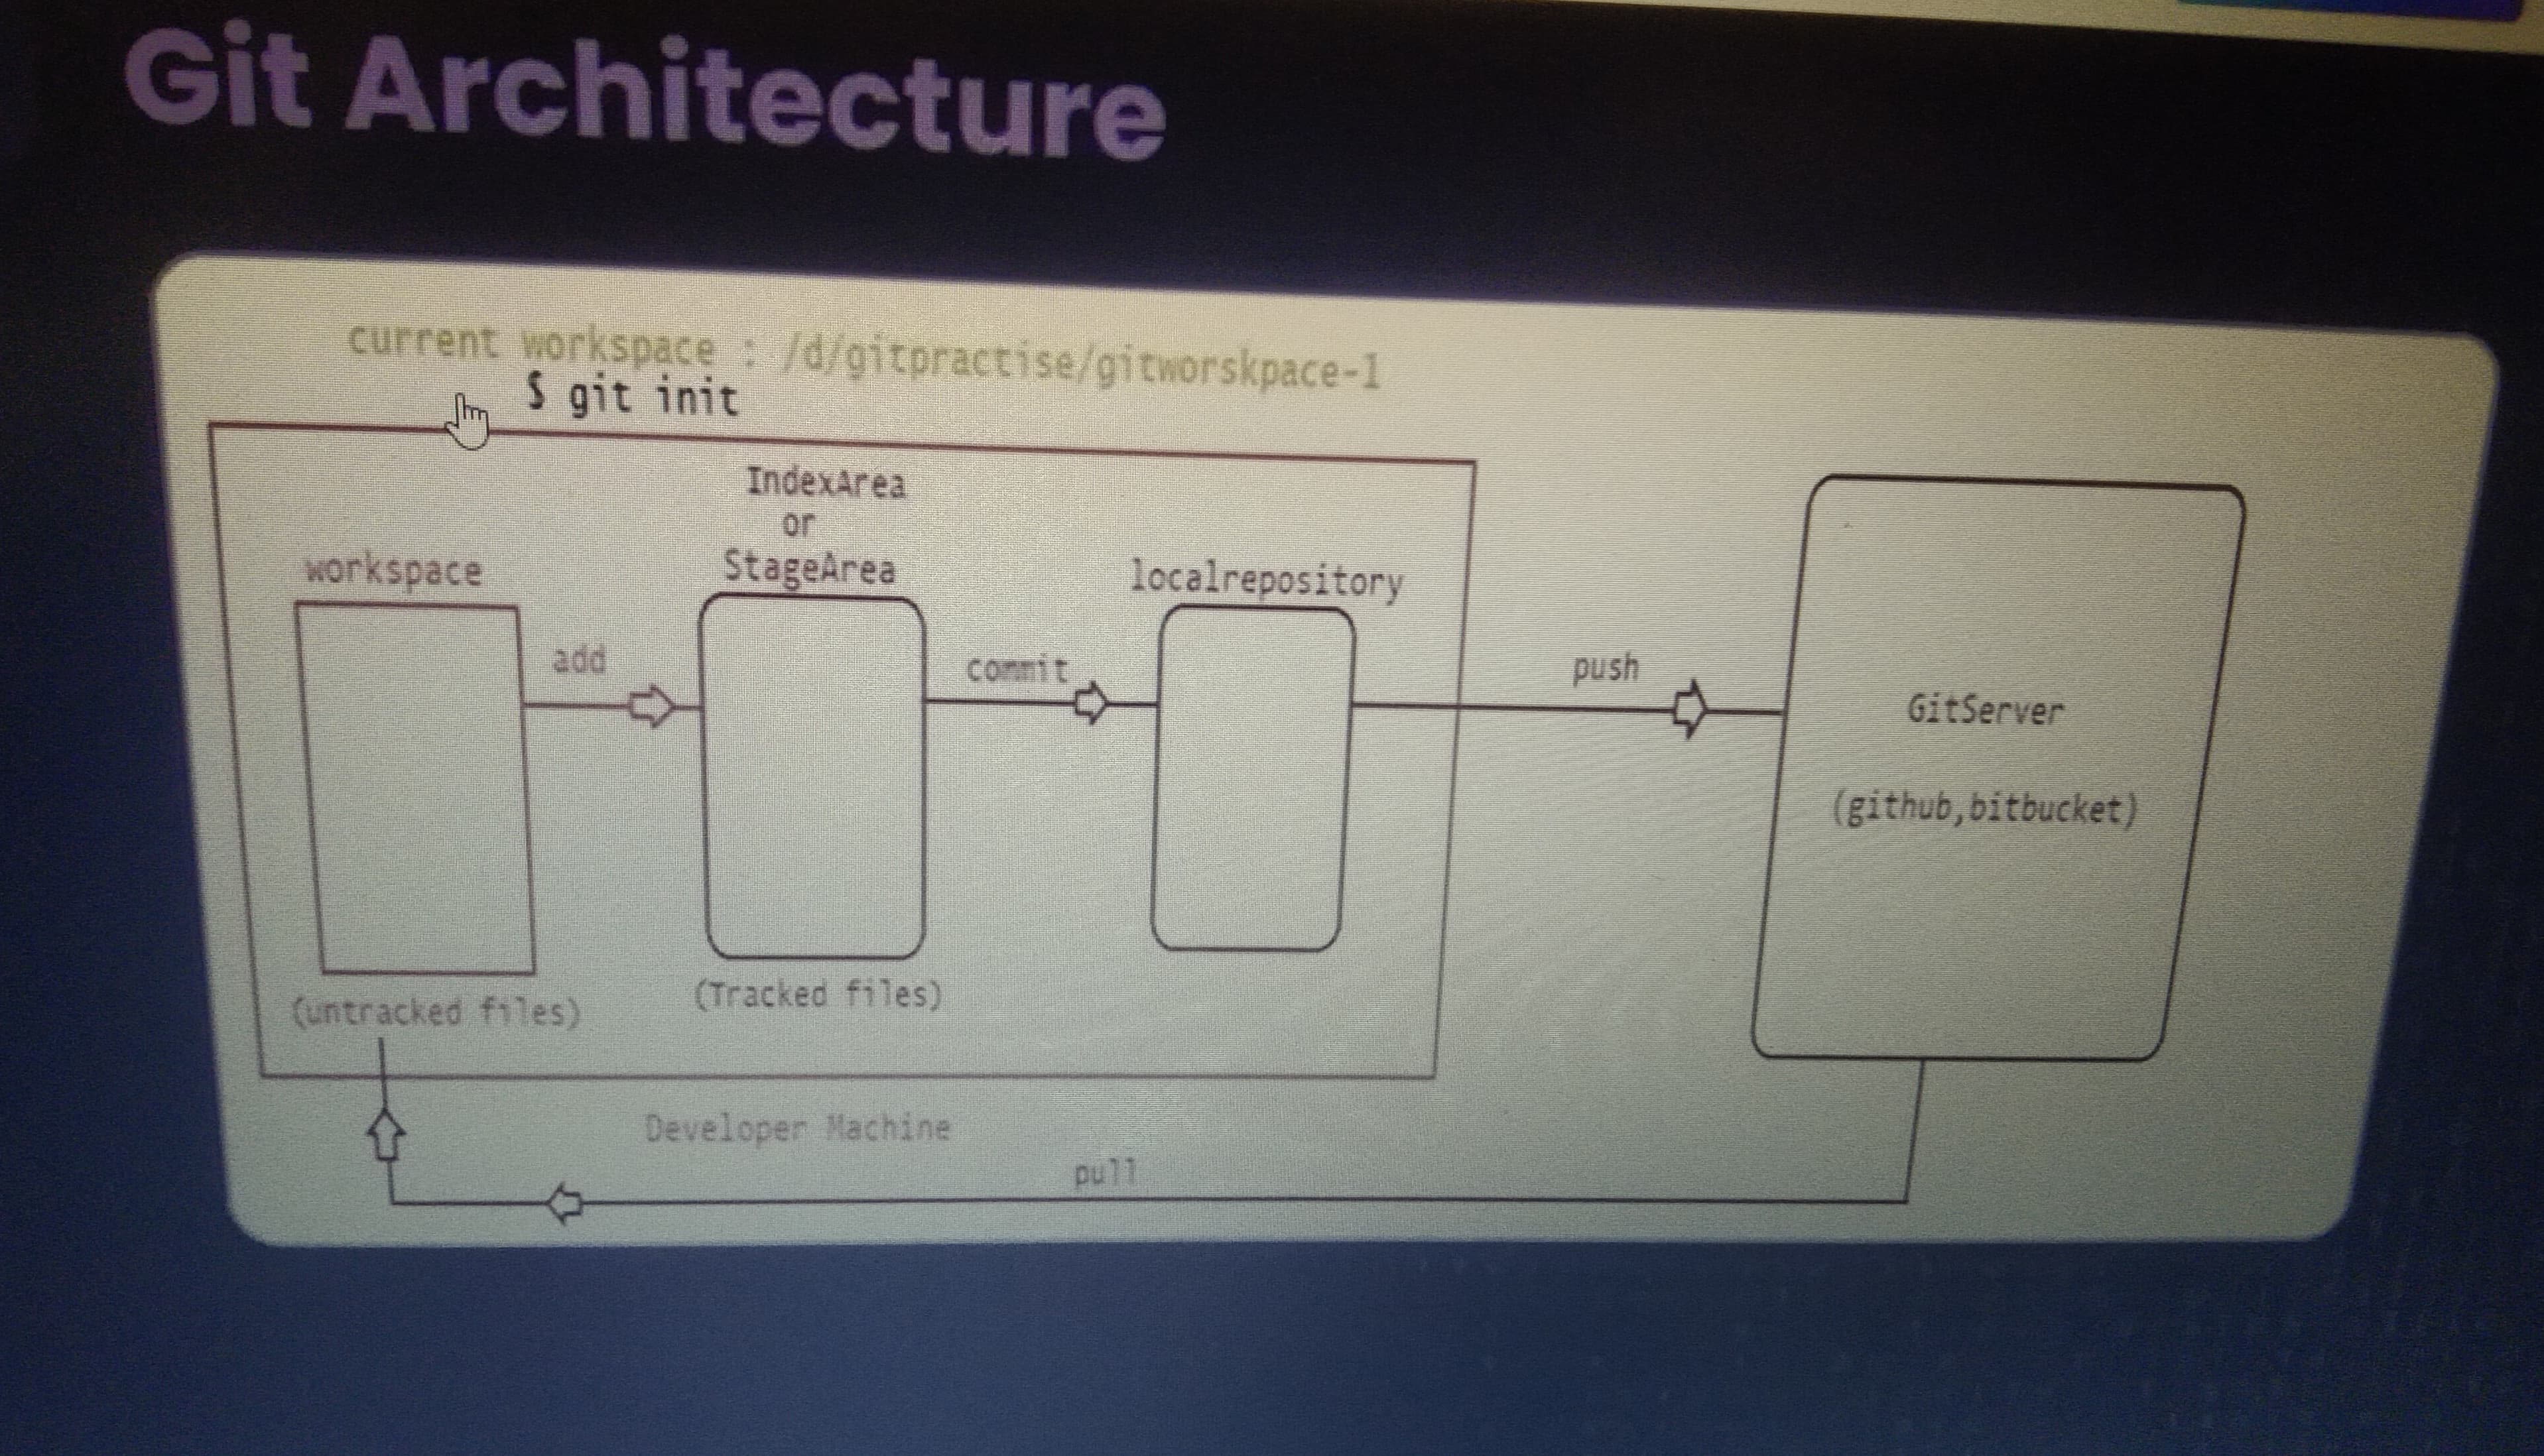 Git Architecture
current workspace : /d/gitpractise/gitworskpace-1
$ git init
IndexArea
or
StageArea
workspace
localrepository
add
commit
push
GitServer
(github,bitbucket)
(untracked files)
(Tracked files)
Developer Machine
pull